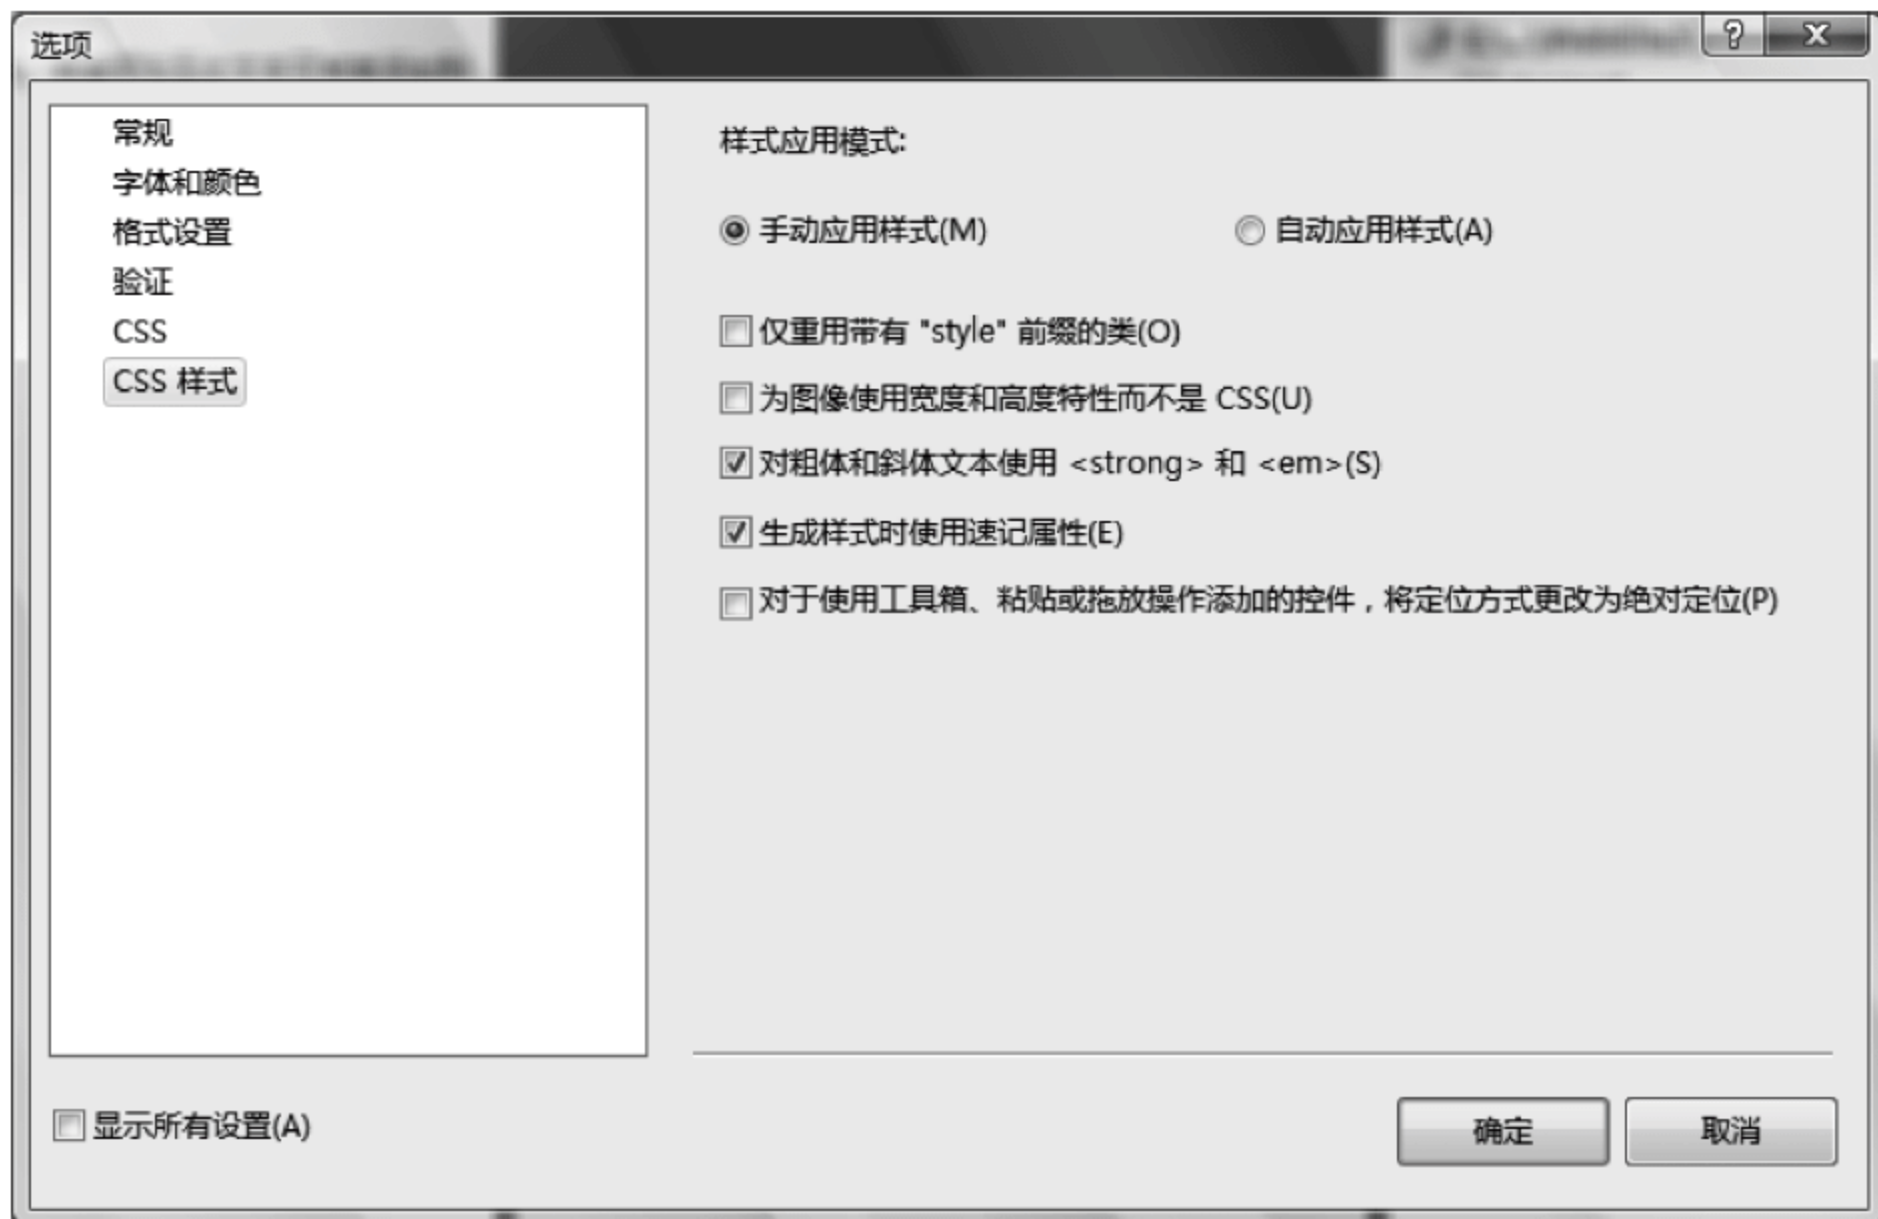 选项
常规
字体和颜色
格式设置
验证
CSS
CSS 样式
样式应用模式:
手动应用样式(M) 自动应用样式(A)
仅重用带有 "style" 前缀的类(O)
为图像使用宽度和高度特性而不是 CSS(U)
对粗体和斜体文本使用 <strong> 和 <em>(S)
生成样式时使用速记属性(E)
对于使用工具箱、粘贴或拖放操作添加的控件，将定位方式更改为绝对定位(P)
显示所有设置(A)
确定 取消